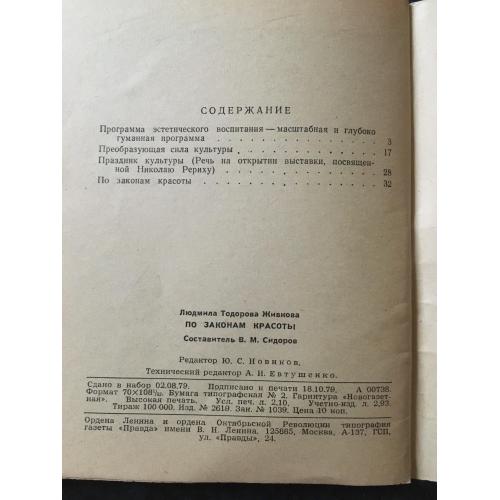 СОДЕРЖАНИЕ
Программа эстетического воспитания — масштабная и глубоко
гуманная программа . . . . . . . . 3
Преобразующая сила культуры . . . . . . . 17
Праздник культуры (Речь на открытии выставки, посвящен-
ной Николаю Рериху) . . . . . . . . 28
По законам красоты . . . . . . . . 32
Людмила Тодорова Живкова
ПО ЗАКОНАМ КРАСОТЫ
Составитель В. М. Сидоров
Редактор Ю. С. Новиков.
Технический редактор А. И. Евтушенко.
Сдано в набор 02.08.79. Подписано к печати 18.10.79. А 00738.
Формат 70×108¹/₃₂. Бумага типографская № 2. Гарнитура «Новогазет-
ная». Высокая печать. Усл. печ. л. 2,10. Учетно-изд. л. 2,93.
Тираж 100 000. Изд. № 2619. Зак. № 1039. Цена 10 коп.
Ордена Ленина и ордена Октябрьской Революции типография
газеты «Правда» имени В. И. Ленина. 125865, Москва, А-137, ГСП,
ул. «Правды», 24.